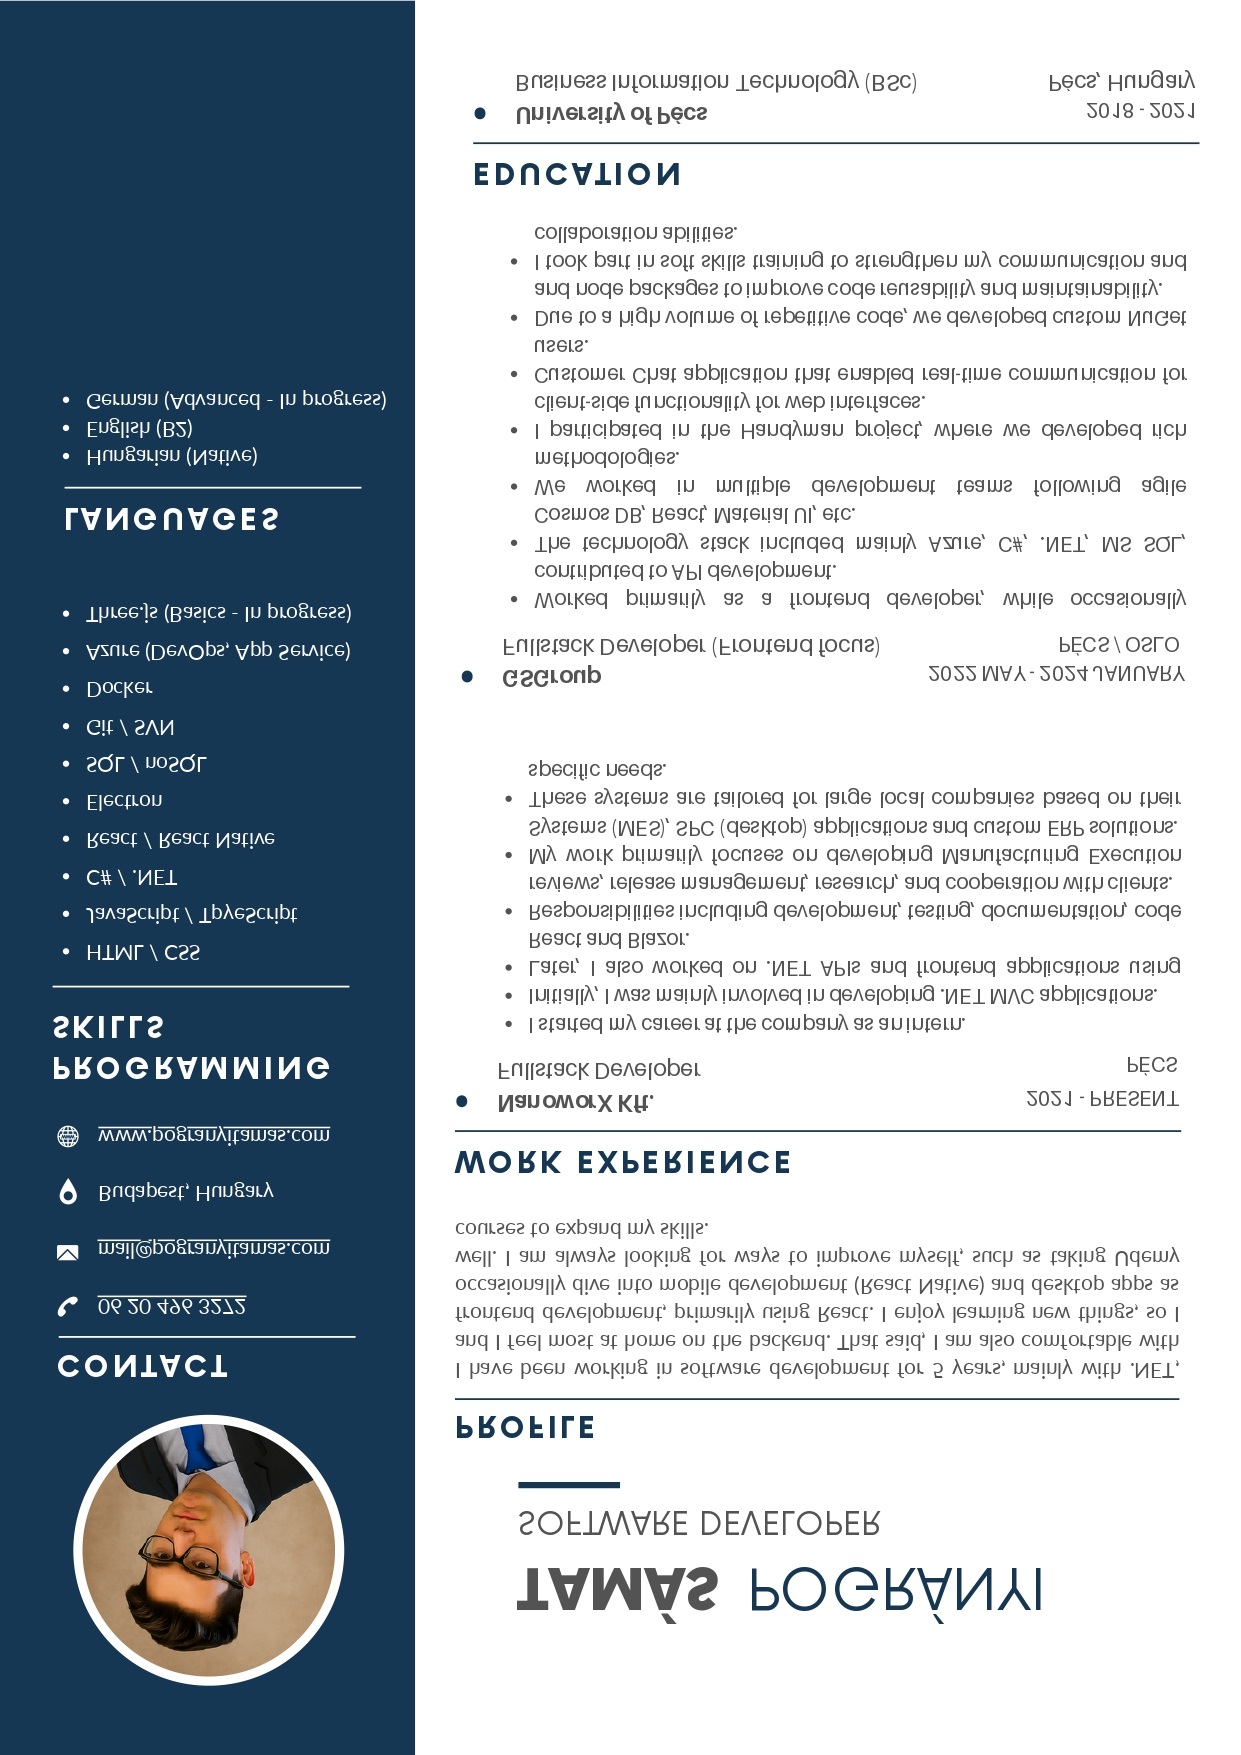 TAMÁS POGRÁNYI
SOFTWARE DEVELOPER
CONTACT
06 20 496 3272
mail@pogranyitamas.com
Budapest, Hungary
www.pogranyitamas.com
PROGRAMMING
SKILLS
HTML / CSS
JavaScript / TpyeScript
C# / .NET
React / React Native
Electron
SQL / noSQL
Git / SVN
Docker
Azure (DevOps, App Service)
Three.js (Basics - In progress)
LANGUAGES
Hungarian (Native)
English (B2)
German (Advanced - In progress)
PROFILE
I have been working in software development for 5 years, mainly with .NET,
and I feel most at home on the backend. That said, I am also comfortable with
frontend development, primarily using React. I enjoy learning new things, so I
occasionally dive into mobile development (React Native) and desktop apps as
well. I am always looking for ways to improve myself, such as taking Udemy
courses to expand my skills.
WORK EXPERIENCE
NanoworX Kft. 2021 - PRESENT
Fullstack Developer PÉCS
I started my career at the company as an intern.
Initially, I was mainly involved in developing .NET MVC applications.
Later, I also worked on .NET APIs and frontend applications using
React and Blazor.
Responsibilities including development, testing, documentation, code
reviews, release management, research, and cooperation with clients.
My work primarily focuses on developing Manufacturing Execution
Systems (MES), SPC (desktop) applications and custom ERP solutions.
These systems are tailored for large local companies based on their
specific needs.
GSGroup 2022 MAY - 2024 JANUARY
Fullstack Developer (Frontend focus) PÉCS / OSLO
Worked primarily as a frontend developer, while occasionally
contributed to API development.
The technology stack included mainly Azure, C#, .NET, MS SQL,
Cosmos DB, React, Material UI, etc.
We worked in multiple development teams following agile
methodologies.
I participated in the Handyman project, where we developed rich
client-side functionality for web interfaces.
Customer Chat application that enabled real-time communication for
users.
Due to a high volume of repetitive code, we developed custom NuGet
and node packages to improve code reusability and maintainability.
I took part in soft skills training to strengthen my communication and
collaboration abilities.
EDUCATION
University of Pécs 2018 - 2021
Business Information Technology (BSc) Pécs, Hungary